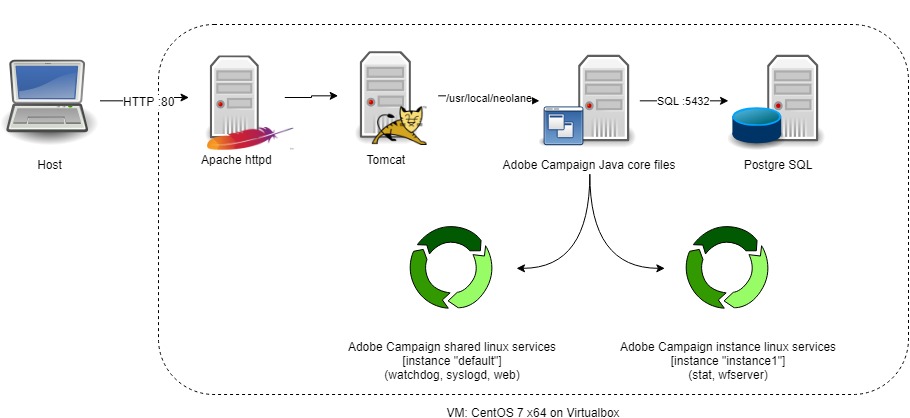 HTTP :80
/usr/local/neolane
SQL :5432
Host
Apache httpd
Tomcat
Adobe Campaign Java core files
Postgre SQL
Adobe Campaign shared linux services
[instance "default"]
(watchdog, syslogd, web)
Adobe Campaign instance linux services
[instance "instance1"]
(stat, wfserver)
VM: CentOS 7 x64 on Virtualbox